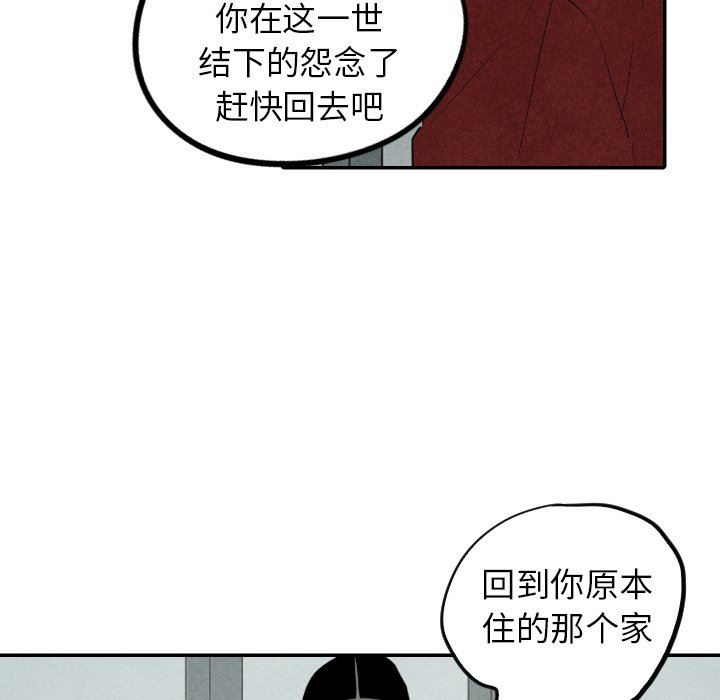 你在这一世
结下的怨念了
赶快回去吧
回到你原本
住的那个家